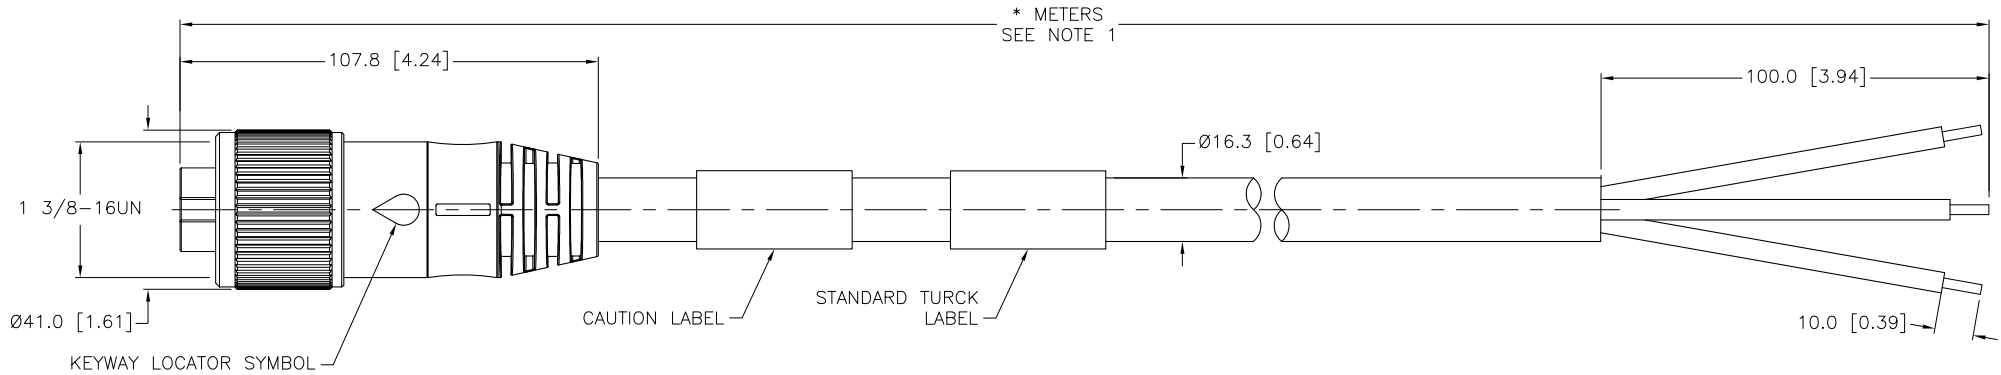 * METERS
SEE NOTE 1
107.8 [4.24]
100.0 [3.94]
Ø16.3 [0.64]
1 3/8-16UN
Ø41.0 [1.61]
KEYWAY LOCATOR SYMBOL
CAUTION LABEL
STANDARD TURCK
LABEL
10.0 [0.39]